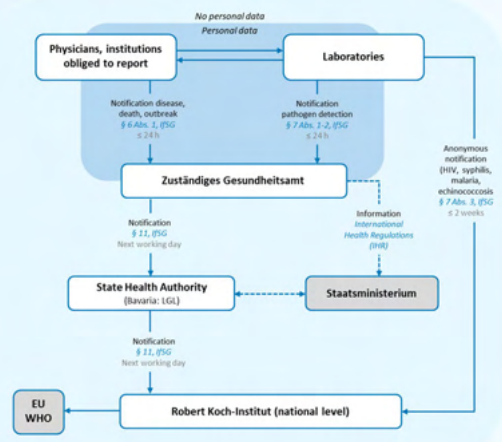 No personal data
Personal data
Physicians, institutions
obliged to report
Laboratories
Notification disease,
death, outbreak
§ 6 Abs. 1, IfSG
≤ 24 h
Notification
pathogen detection
§ 7 Abs. 1-2, IfSG
≤ 24 h
Anonymous
notification
(HIV, syphilis,
malaria,
echinococcosis
§ 7 Abs. 3, IfSG
≤ 2 weeks
Zuständiges Gesundheitsamt
Notification
§ 11, IfSG
Next working day
Information
International
Health Regulations
(IHR)
State Health Authority
(Bavaria: LGL)
Staatsministerium
Notification
§ 11, IfSG
Next working day
EU
WHO
Robert Koch-Institut (national level)